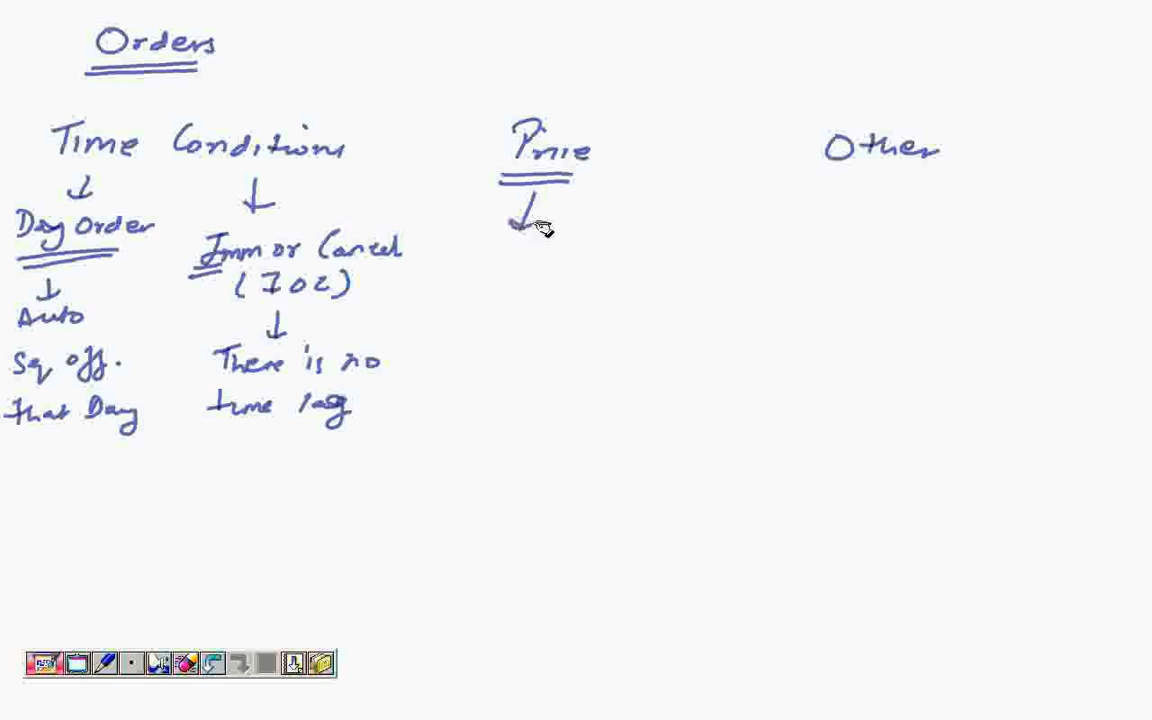 Orders
Time Conditions
Price
Other
Day Order
Imm or Cancel
(IOC)
Auto
Sq off.
that Day
There is no
time lag